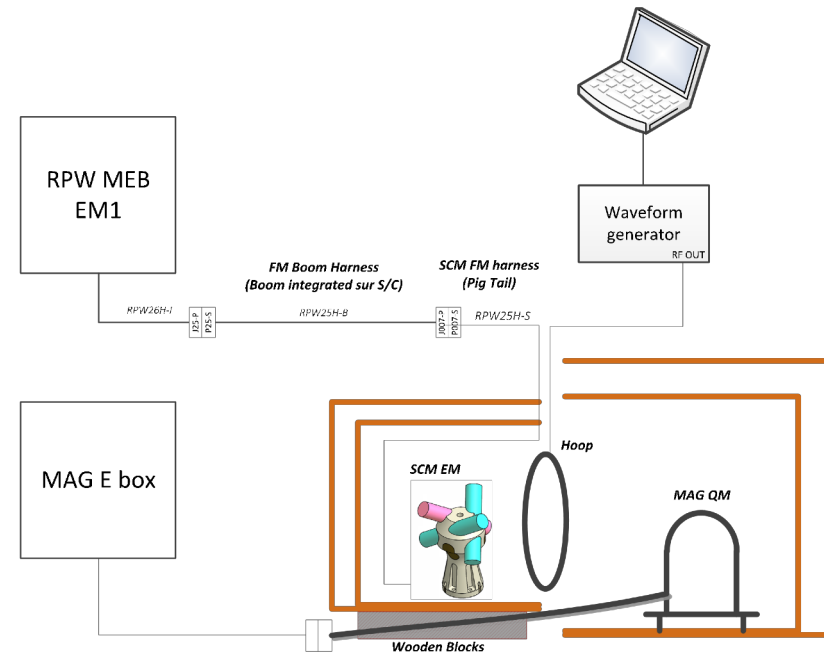 RPW MEB
EM1
Waveform
generator
RF OUT
FM Boom Harness
(Boom integrated sur S/C)
SCM FM harness
(Pig Tail)
RPW26H-I
J25-P
P25-S
RPW25H-B
J007-P
P007-S
RPW25H-S
MAG E box
SCM EM
Hoop
MAG QM
Wooden Blocks